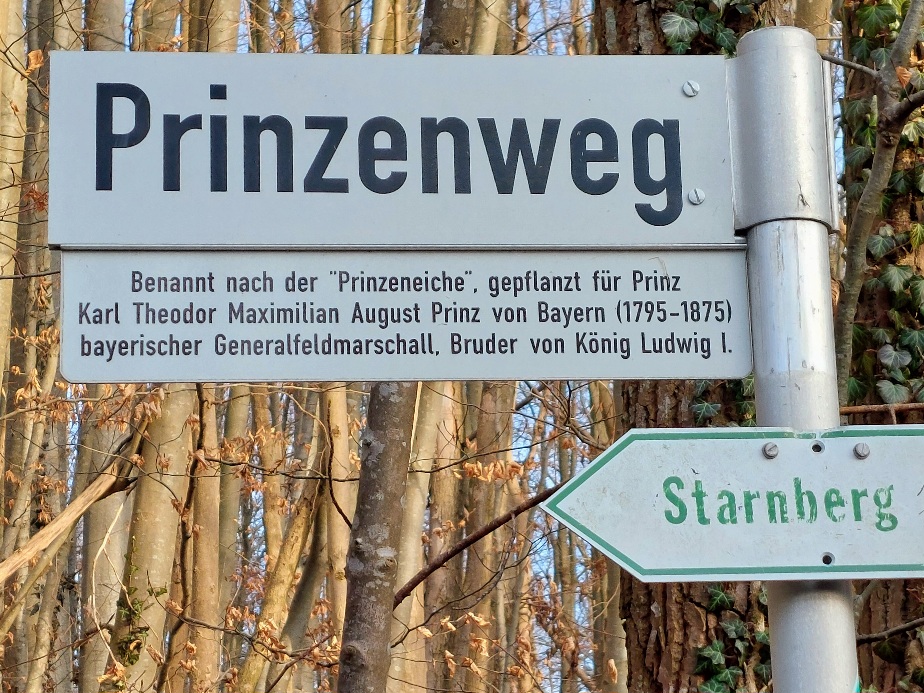 Prinzenweg
Benannt nach der "Prinzeneiche", gepflanzt für Prinz
Karl Theodor Maximilian August Prinz von Bayern (1795-1875)
bayerischer Generalfeldmarschall, Bruder von König Ludwig I.
Starnberg